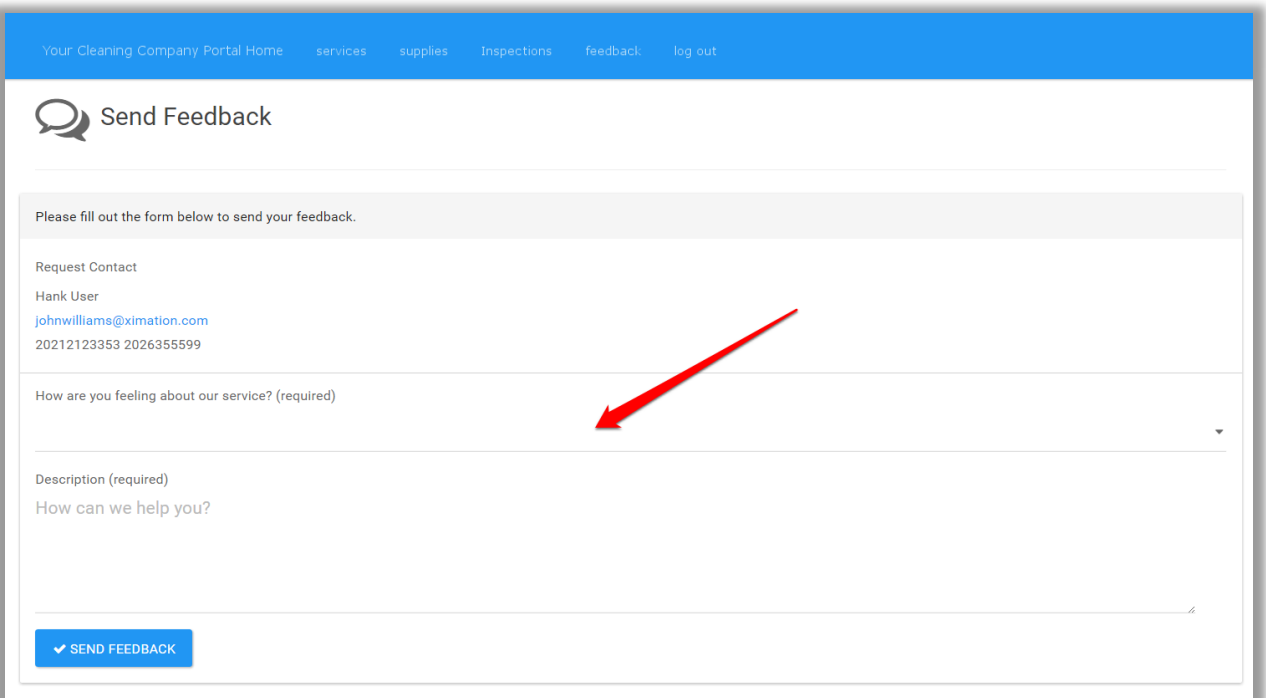 Your Cleaning Company Portal Home services supplies Inspections feedback log out
Send Feedback
Please fill out the form below to send your feedback.
Request Contact
Hank User
johnwilliams@ximation.com
20212123353 2026355599
How are you feeling about our service? (required)
Description (required)
How can we help you?
SEND FEEDBACK